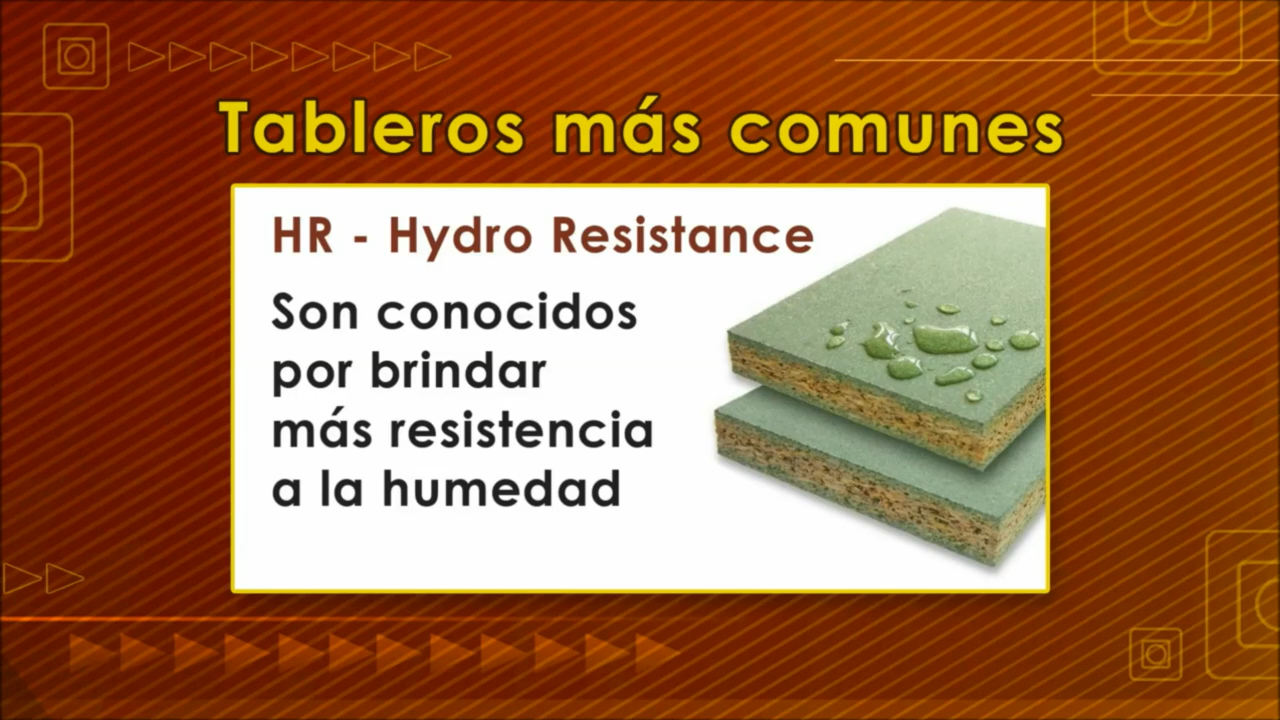 Tableros más comunes
HR - Hydro Resistance
Son conocidos
por brindar
más resistencia
a la humedad